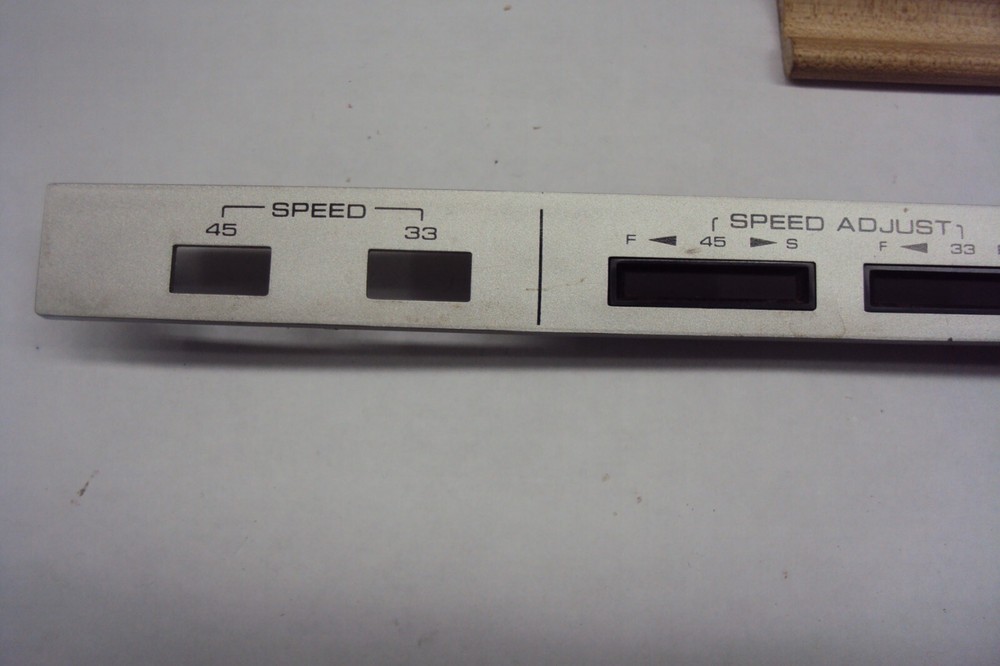 SPEED
45 33
SPEED ADJUST
F ◄ 45 ► S F ◄ 33